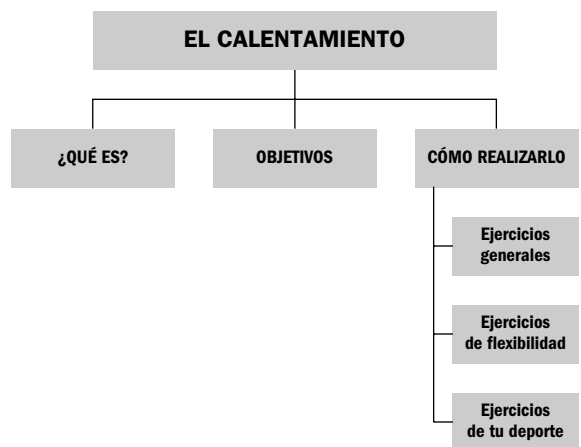 EL CALENTAMIENTO
¿QUÉ ES?
OBJETIVOS
CÓMO REALIZARLO
Ejercicios
generales
Ejercicios
de flexibilidad
Ejercicios
de tu deporte